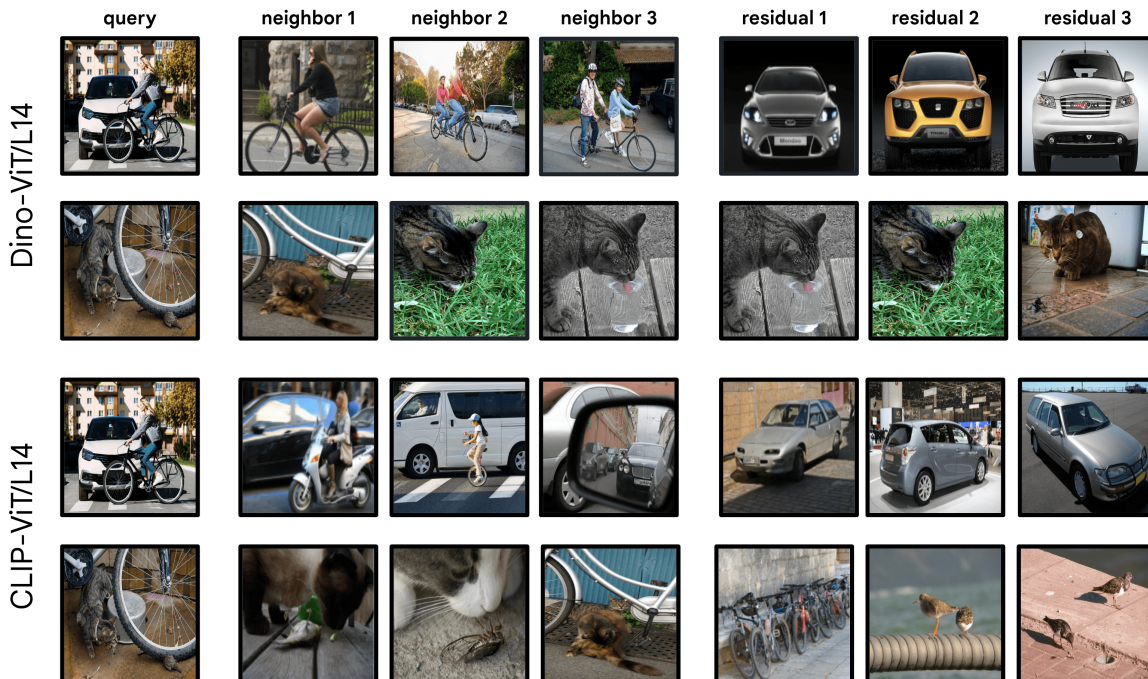 query neighbor 1 neighbor 2 neighbor 3 residual 1 residual 2 residual 3
Dino-ViT/L14
Mondeo
CLIP-ViT/L14